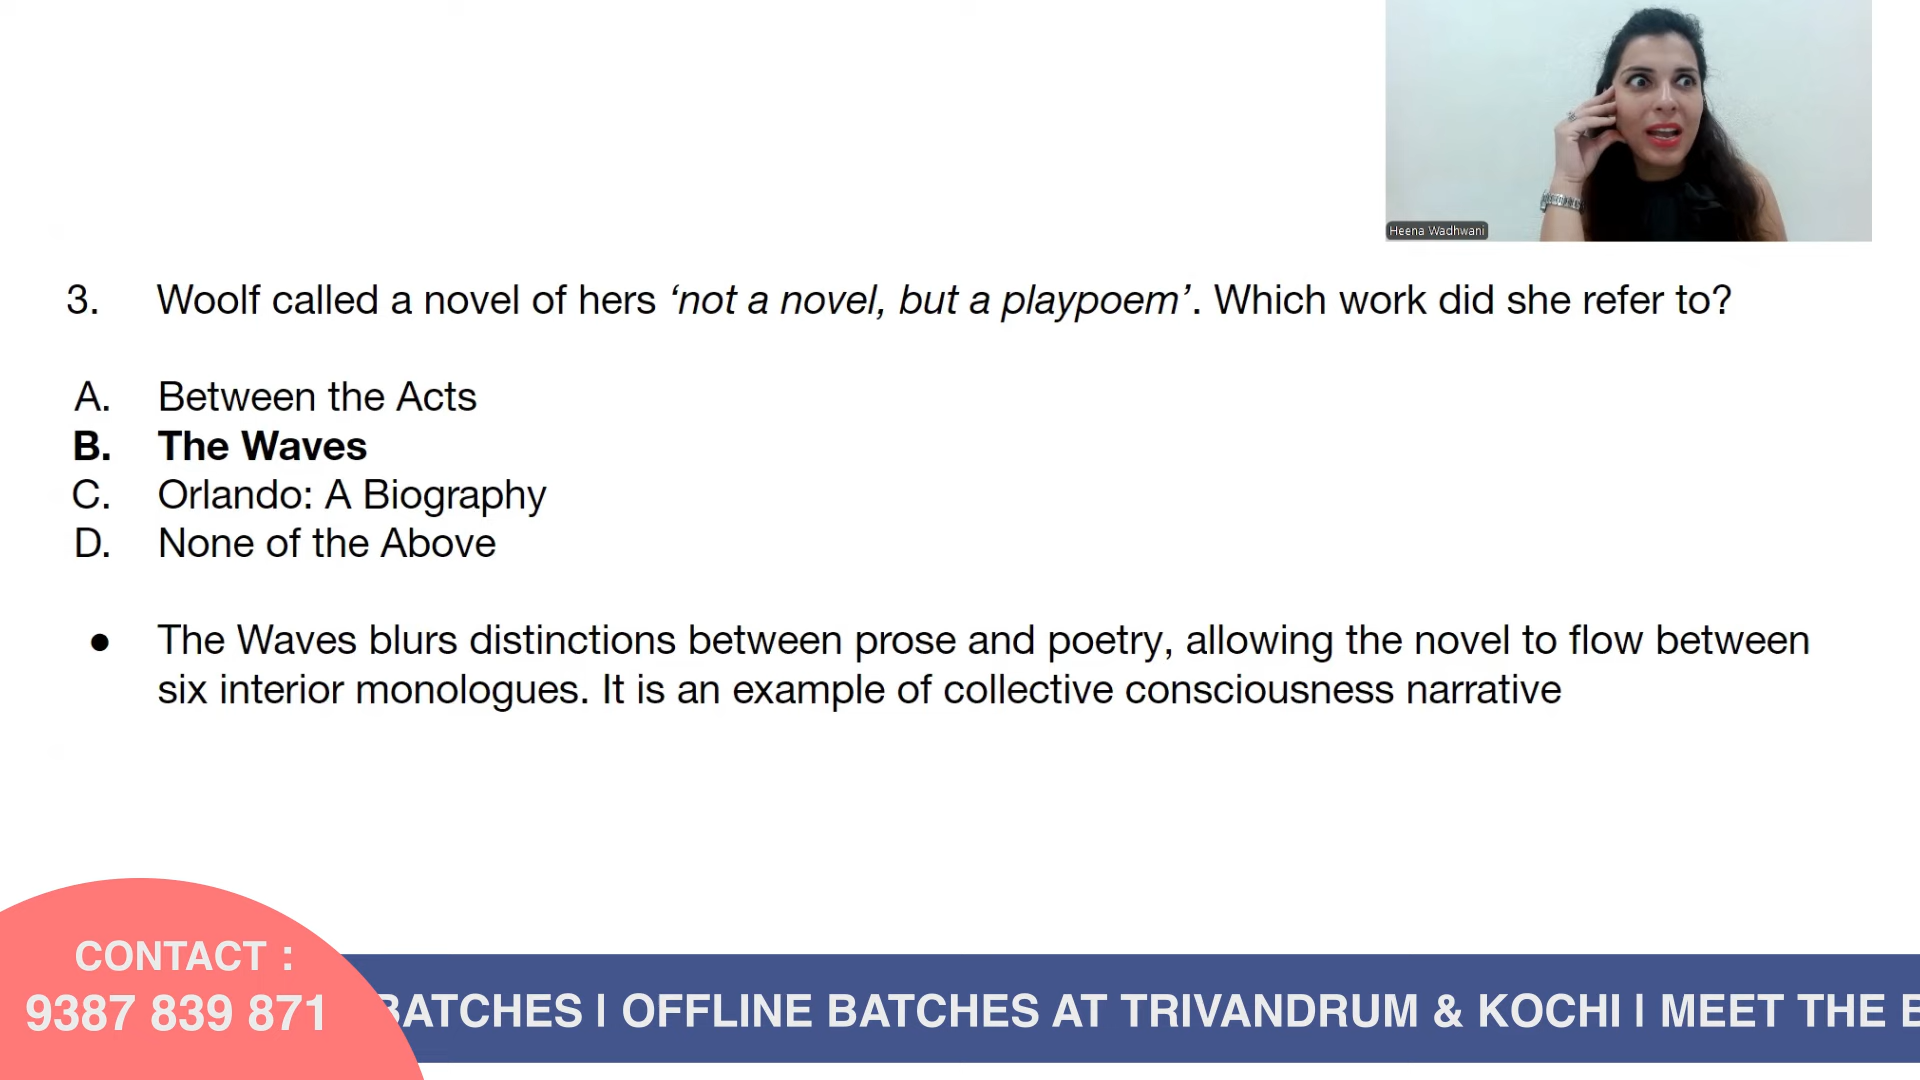 Heena Wadhwani
3. Woolf called a novel of hers ‘not a novel, but a playpoem’. Which work did she refer to?
A. Between the Acts
B. The Waves
C. Orlando: A Biography
D. None of the Above
● The Waves blurs distinctions between prose and poetry, allowing the novel to flow between
six interior monologues. It is an example of collective consciousness narrative
CONTACT :
9387 839 871
BATCHES | OFFLINE BATCHES AT TRIVANDRUM & KOCHI | MEET THE